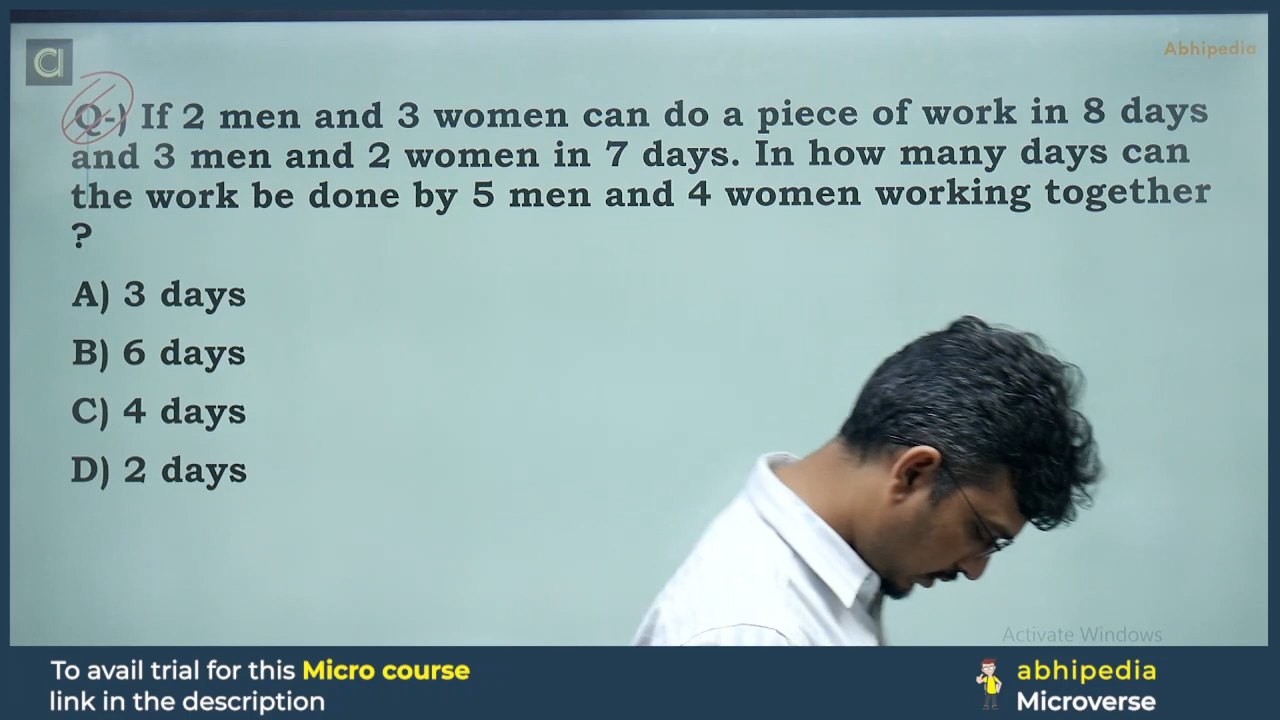 a
Abhipedia
Q-) If 2 men and 3 women can do a piece of work in 8 days
and 3 men and 2 women in 7 days. In how many days can
the work be done by 5 men and 4 women working together
?
A) 3 days
B) 6 days
C) 4 days
D) 2 days
Activate Windows
To avail trial for this Micro course
link in the description
abhipedia
Microverse